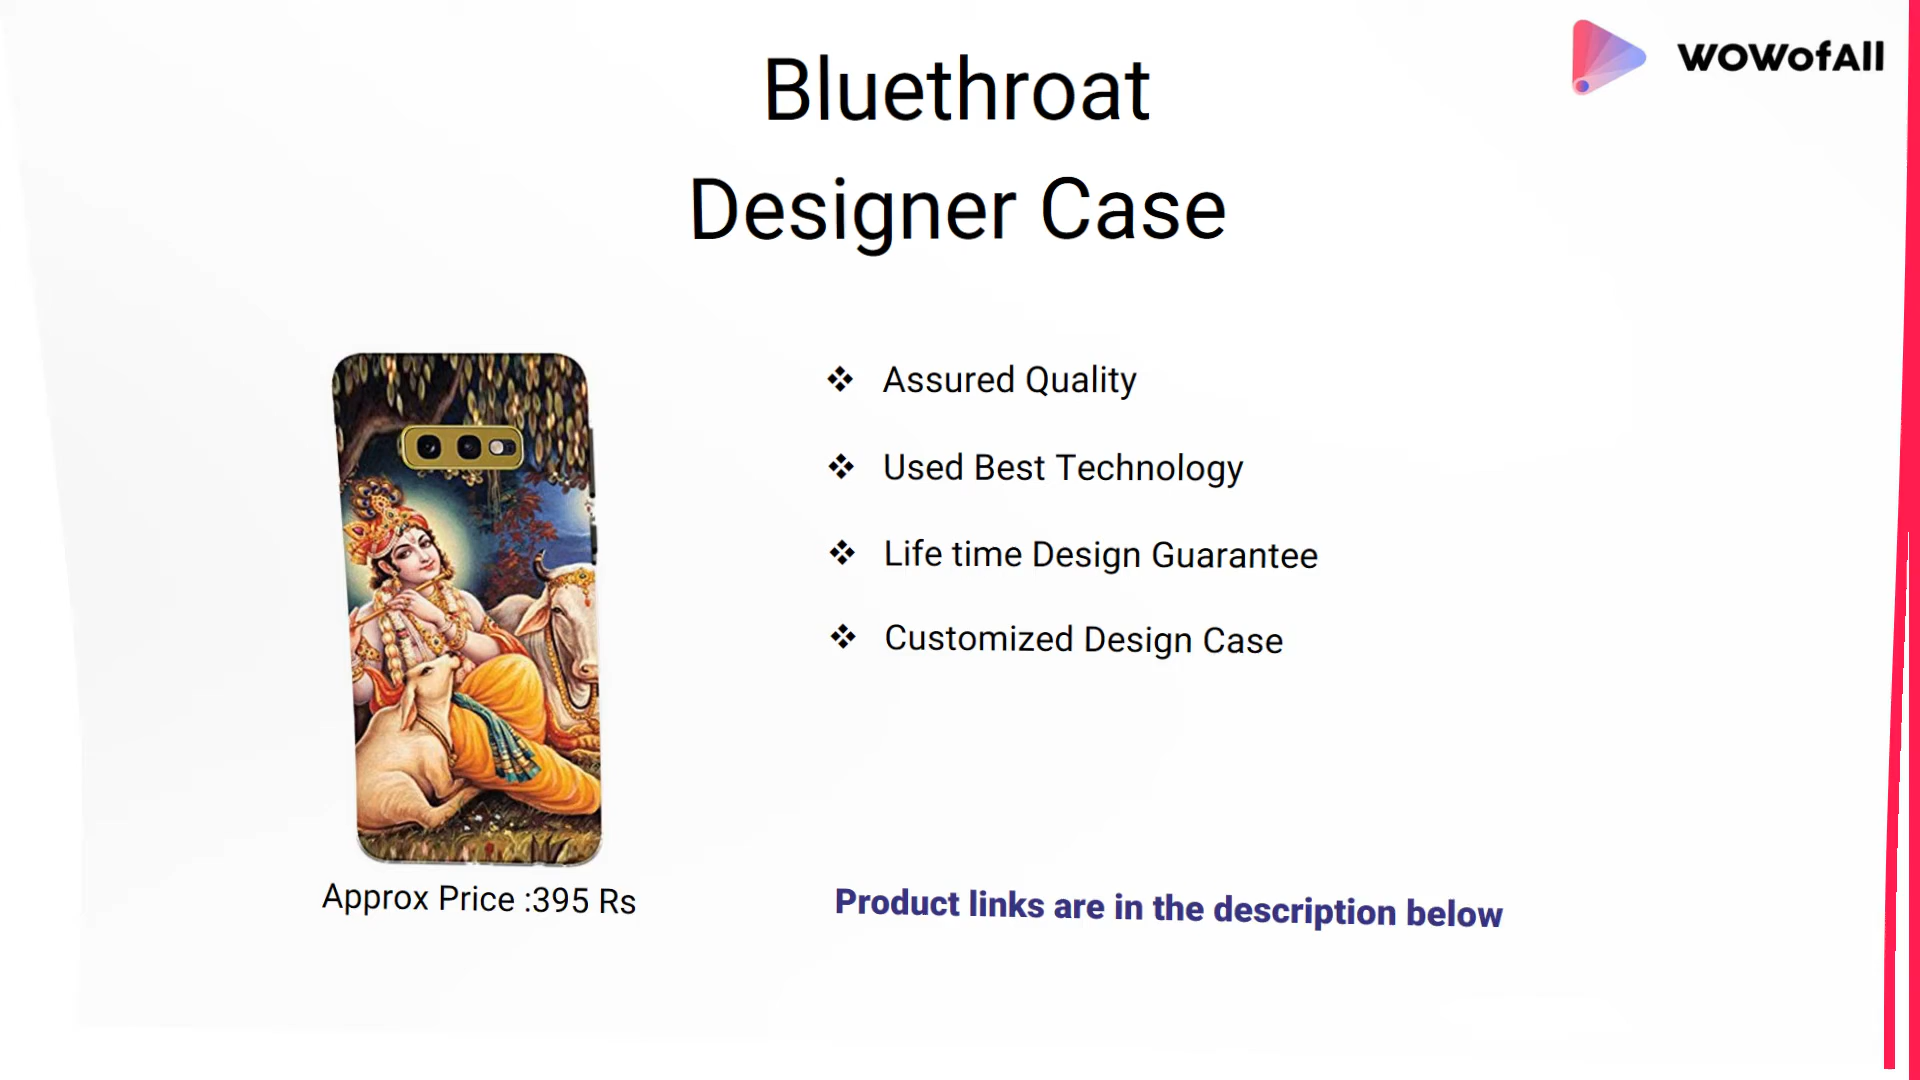 WOWofAll
Bluethroat
Designer Case
❖ Assured Quality
❖ Used Best Technology
❖ Life time Design Guarantee
❖ Customized Design Case
Approx Price :395 Rs
Product links are in the description below